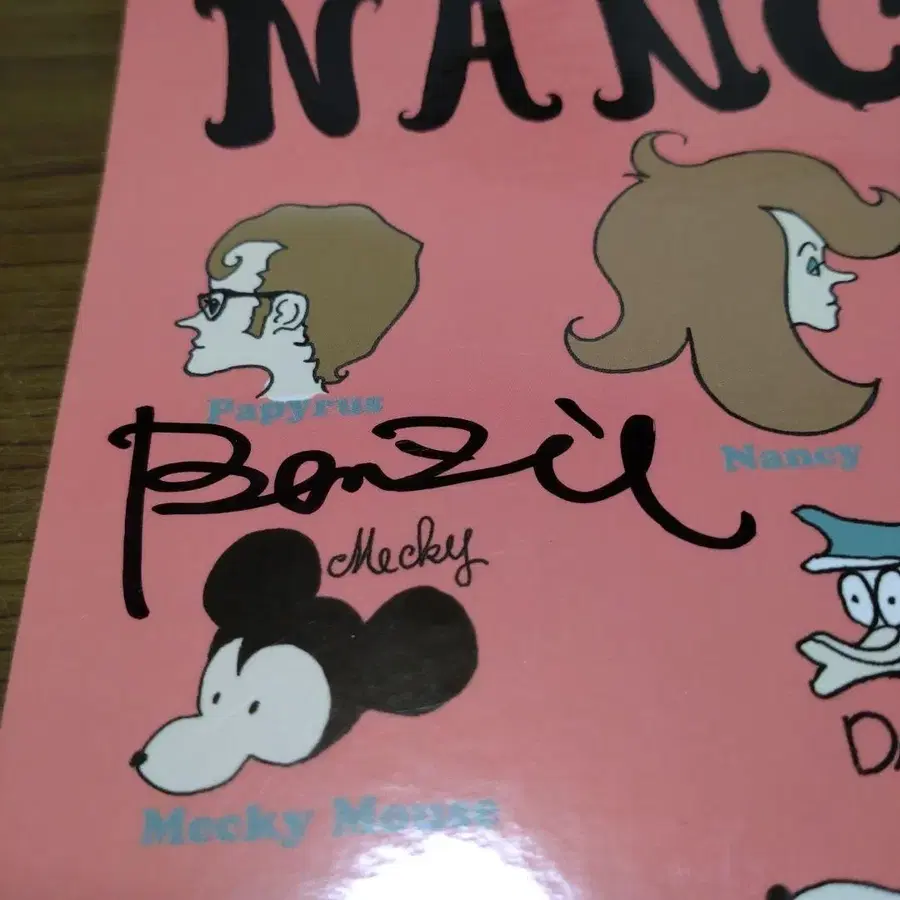 NANC
Papyrus
Nancy
Bonzil
Mecky
DA
Mecky Mouse